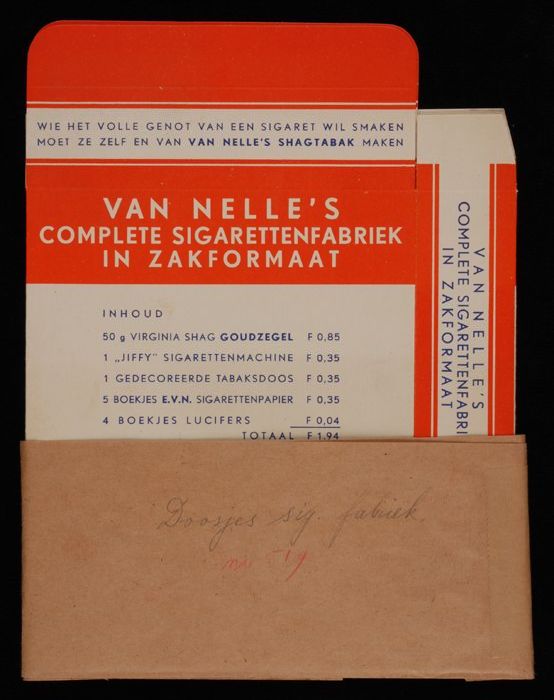 WIE HET VOLLE GENOT VAN EEN SIGARET WIL SMAKEN
MOET ZE ZELF EN VAN VAN NELLE'S SHAGTABAK MAKEN
VAN NELLE'S
COMPLETE SIGARETTENFABRIEK
IN ZAKFORMAAT
INHOUD
50 g VIRGINIA SHAG GOUDZEGEL F 0,85
1 „JIFFY" SIGARETTENMACHINE F 0,35
1 GEDECOREERDE TABAKSDOOS F 0,35
5 BOEKJES E.V.N. SIGARETTENPAPIER F 0,35
4 BOEKJES LUCIFERS F 0,04
TOTAAL F 1,94
VAN NELLE'S
COMPLETE SIGARETTENFABRI
IN ZAKFORMAAT
Doosjes sig. fabriek.